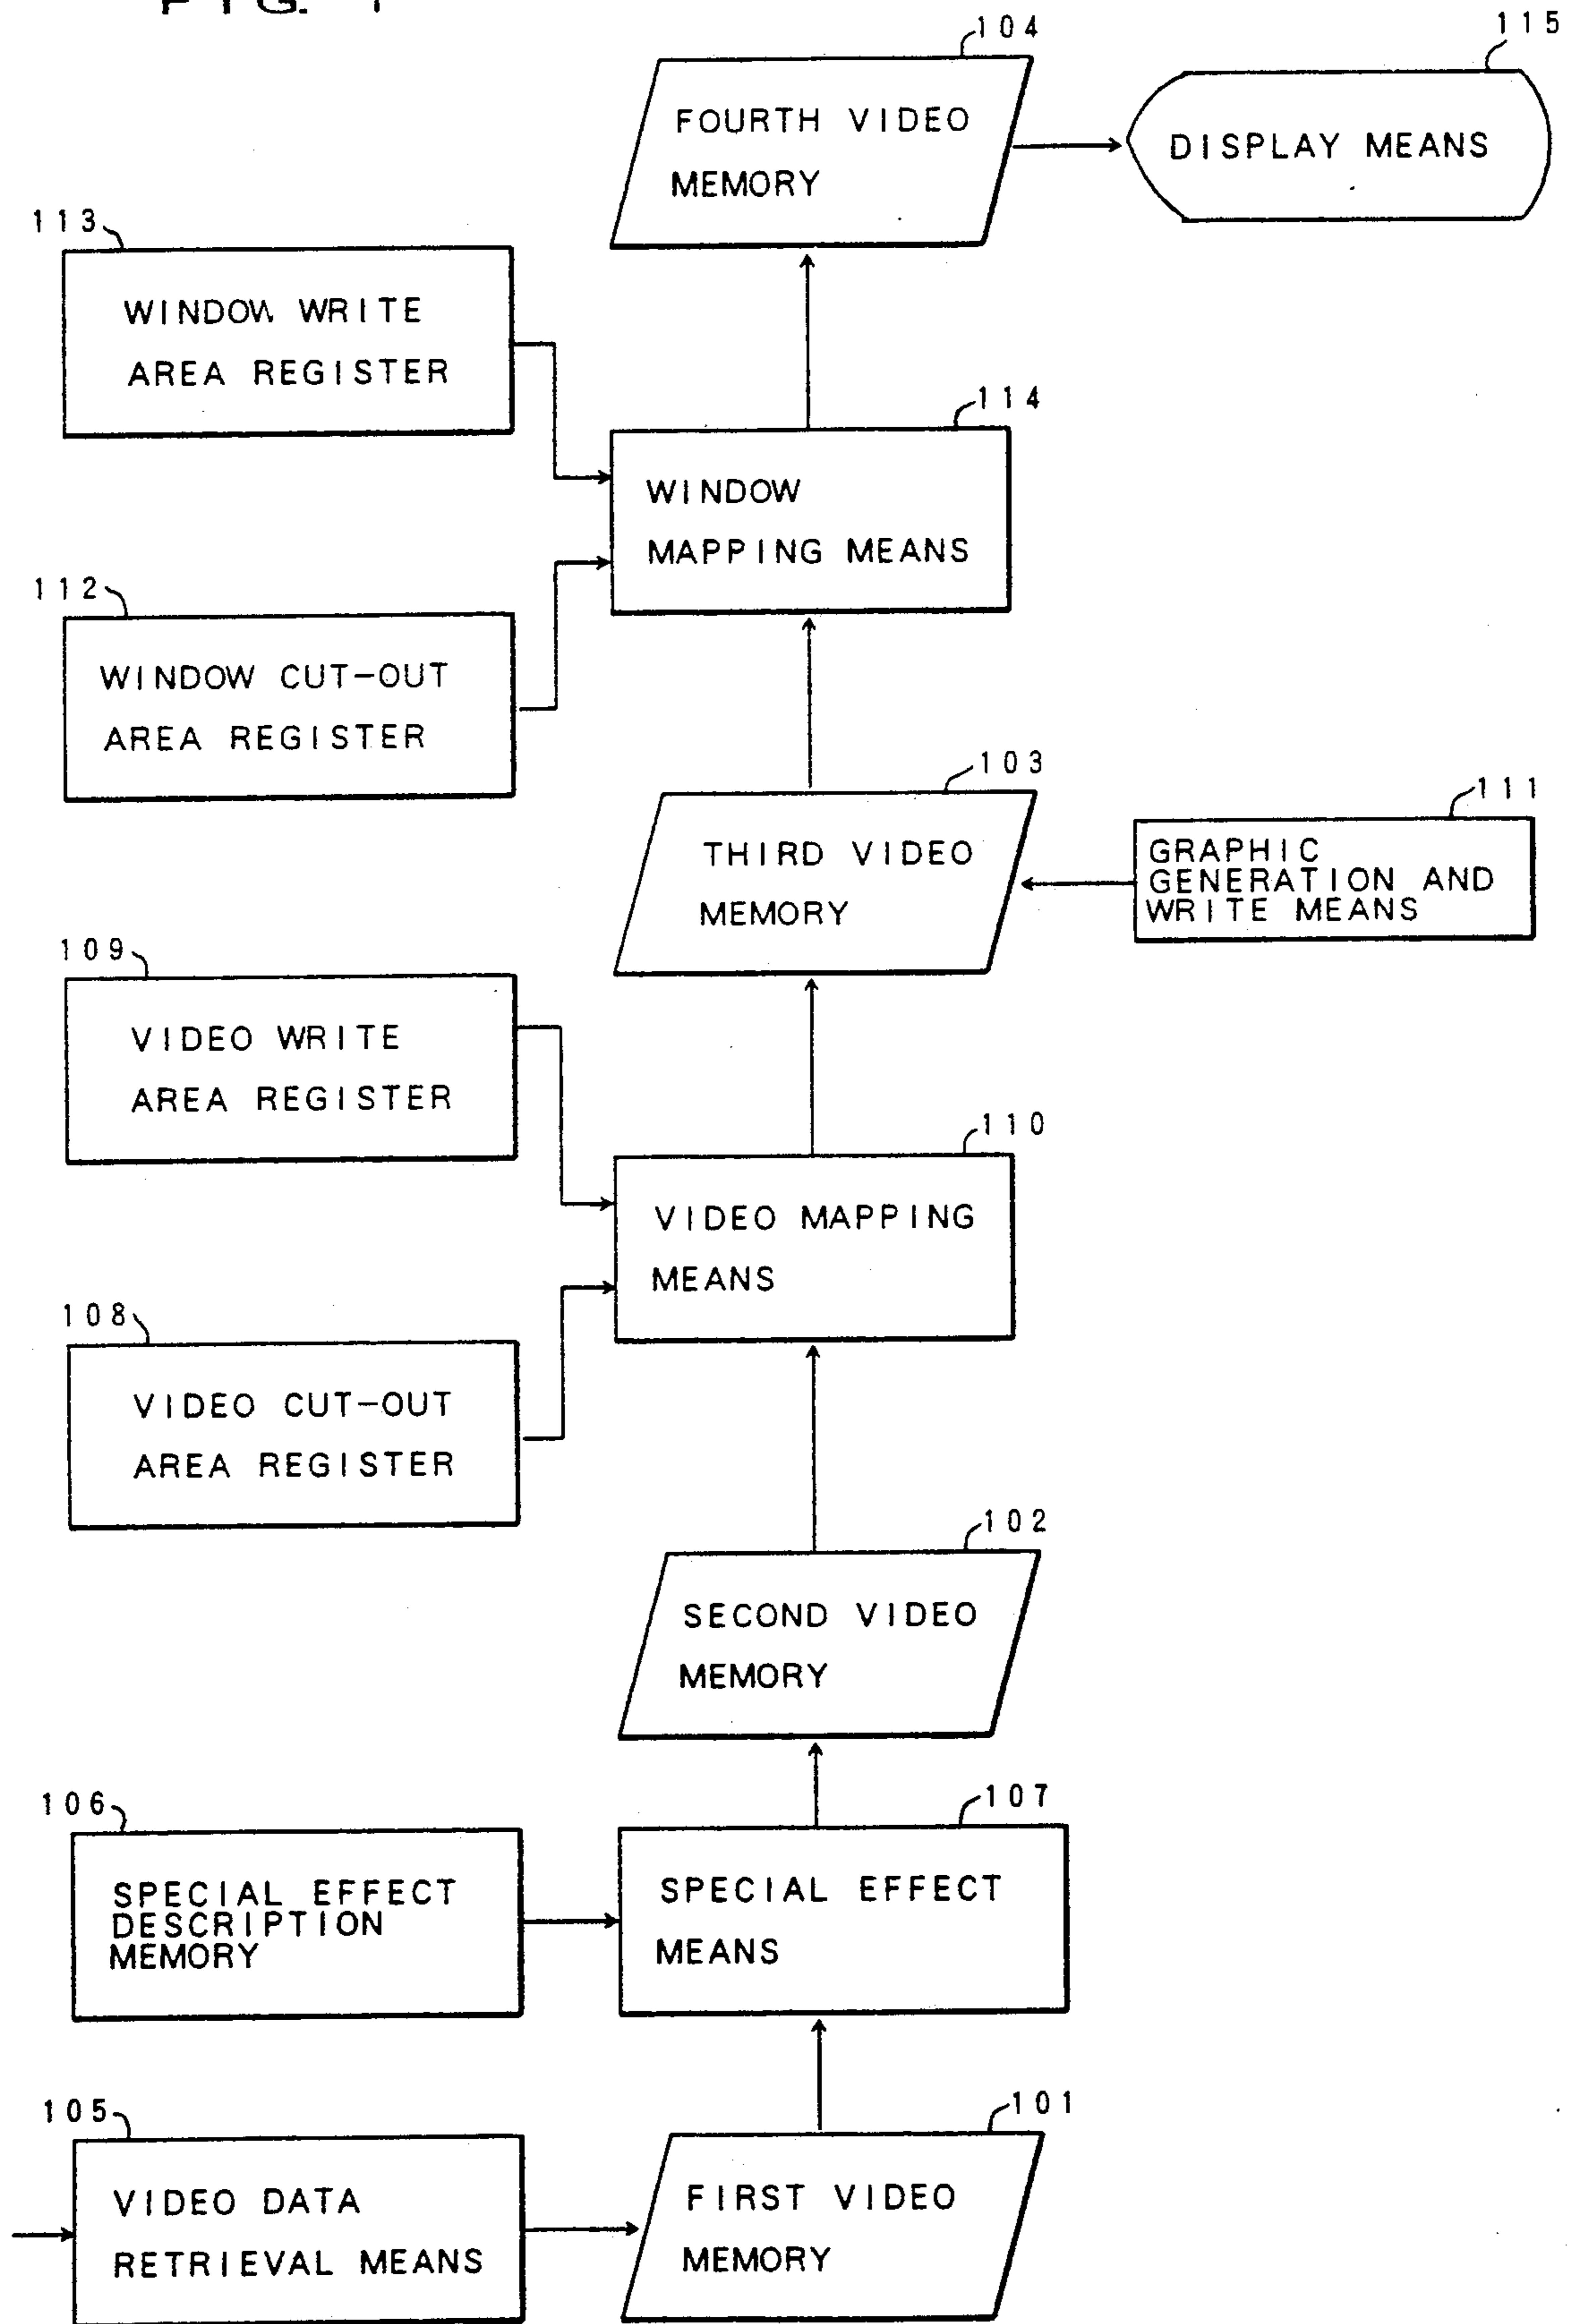 FIG. 1
104
115
FOURTH VIDEO
MEMORY
DISPLAY MEANS
113
WINDOW WRITE
AREA REGISTER
114
WINDOW
MAPPING MEANS
112
WINDOW CUT-OUT
AREA REGISTER
103
THIRD VIDEO
MEMORY
111
GRAPHIC
GENERATION AND
WRITE MEANS
109
VIDEO WRITE
AREA REGISTER
110
VIDEO MAPPING
MEANS
108
VIDEO CUT-OUT
AREA REGISTER
102
SECOND VIDEO
MEMORY
106
SPECIAL EFFECT
DESCRIPTION
MEMORY
107
SPECIAL EFFECT
MEANS
105
VIDEO DATA
RETRIEVAL MEANS
101
FIRST VIDEO
MEMORY